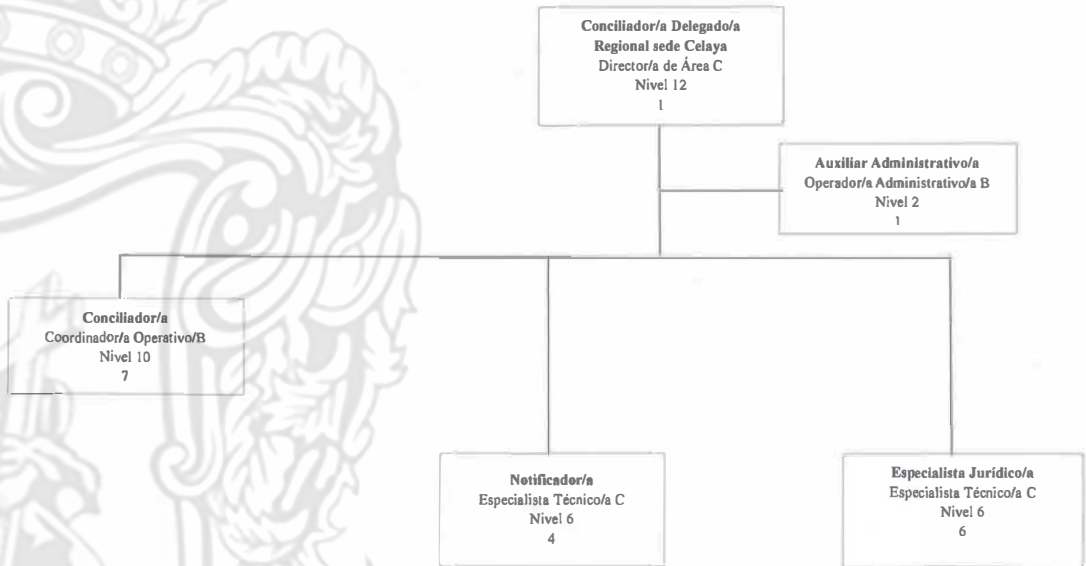 Conciliador/a Delegado/a
Regional sede Celaya
Director/a de Área C
Nivel 12
1
Auxiliar Administrativo/a
Operador/a Administrativo/a B
Nivel 2
1
Conciliador/a
Coordinador/a Operativo/B
Nivel 10
7
Notificador/a
Especialista Técnico/a C
Nivel 6
4
Especialista Jurídico/a
Especialista Técnico/a C
Nivel 6
6